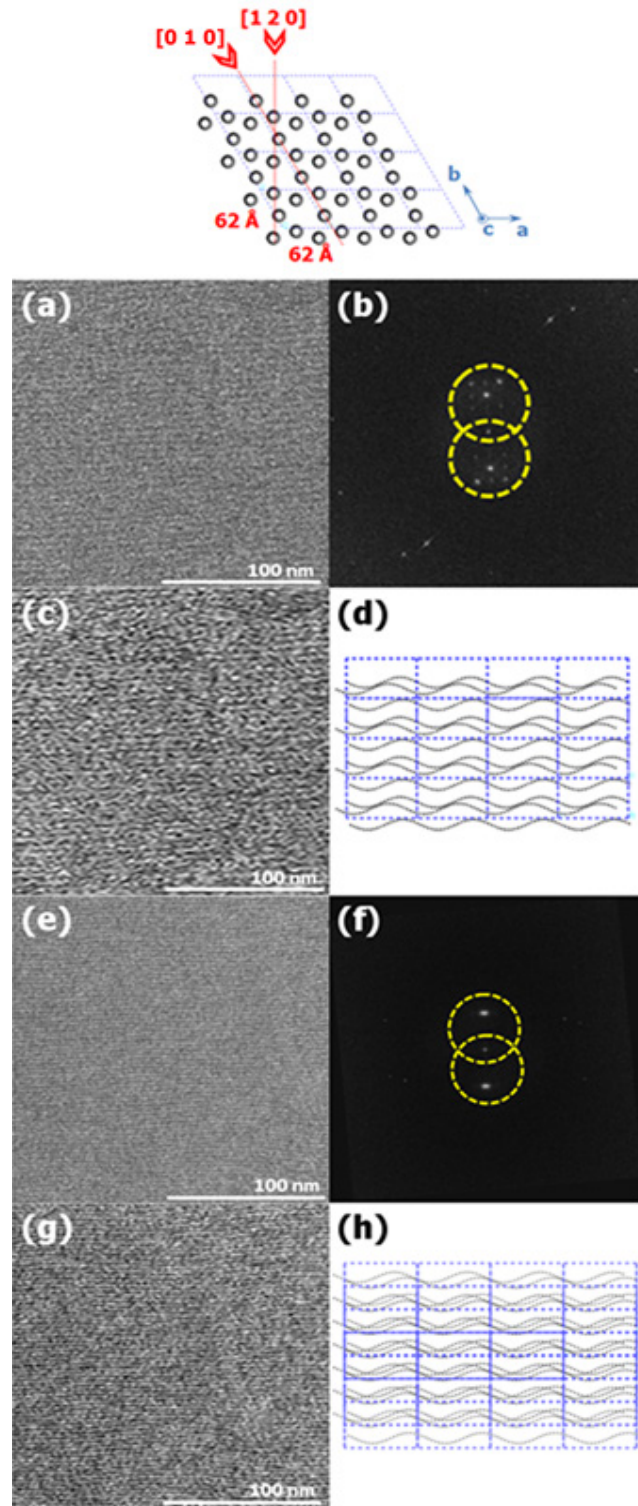 [1 2 0]
[0 1 0]
b
c a
62 Å
62 Å
(a) (b)
100 nm
(c) (d)
100 nm
(e) (f)
100 nm
(g) (h)
100 nm